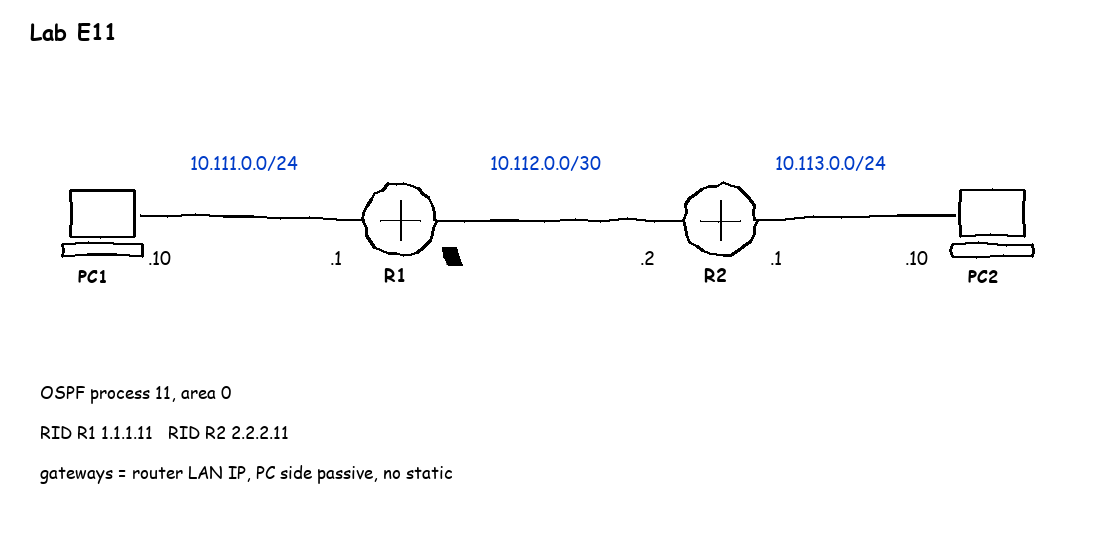 Lab E11
10.111.0.0/24 10.112.0.0/30 10.113.0.0/24
.10 .1 .2 .1 .10
PC1 R1 R2 PC2
OSPF process 11, area 0
RID R1 1.1.1.11 RID R2 2.2.2.11
gateways = router LAN IP, PC side passive, no static